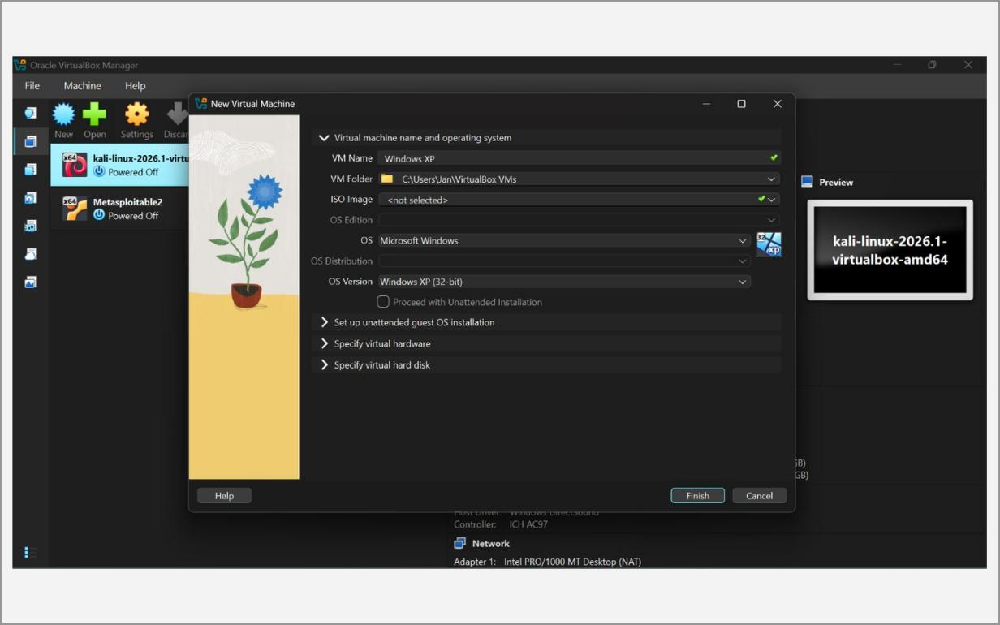 Oracle VirtualBox Manager
File Machine Help
New Open Settings
x64 kali-linux-2026.1-virtu
Powered Off
x64 Metasploitable2
Powered Off
New Virtual Machine
Virtual machine name and operating system
VM Name Windows XP
VM Folder C:\Users\Jan\VirtualBox VMs
ISO Image <not selected>
OS Edition
OS Microsoft Windows
32 xp
OS Distribution
OS Version Windows XP (32-bit)
Proceed with Unattended Installation
Set up unattended guest OS installation
Specify virtual hardware
Specify virtual hard disk
Help Finish Cancel
Preview
kali-linux-2026.1-
virtualbox-amd64
GB)
GB)
Host Driver: Windows DirectSound
Controller: ICH AC97
Network
Adapter 1: Intel PRO/1000 MT Desktop (NAT)